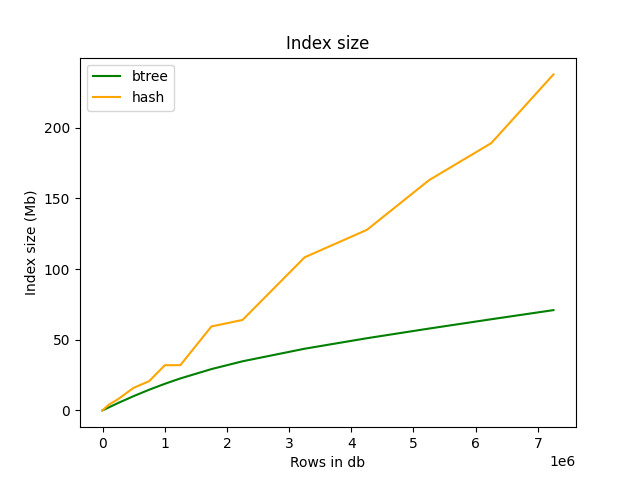 Index size
btree
hash
Index size (Mb)
200
150
100
50
0
0 1 2 3 4 5 6 7
1e6
Rows in db